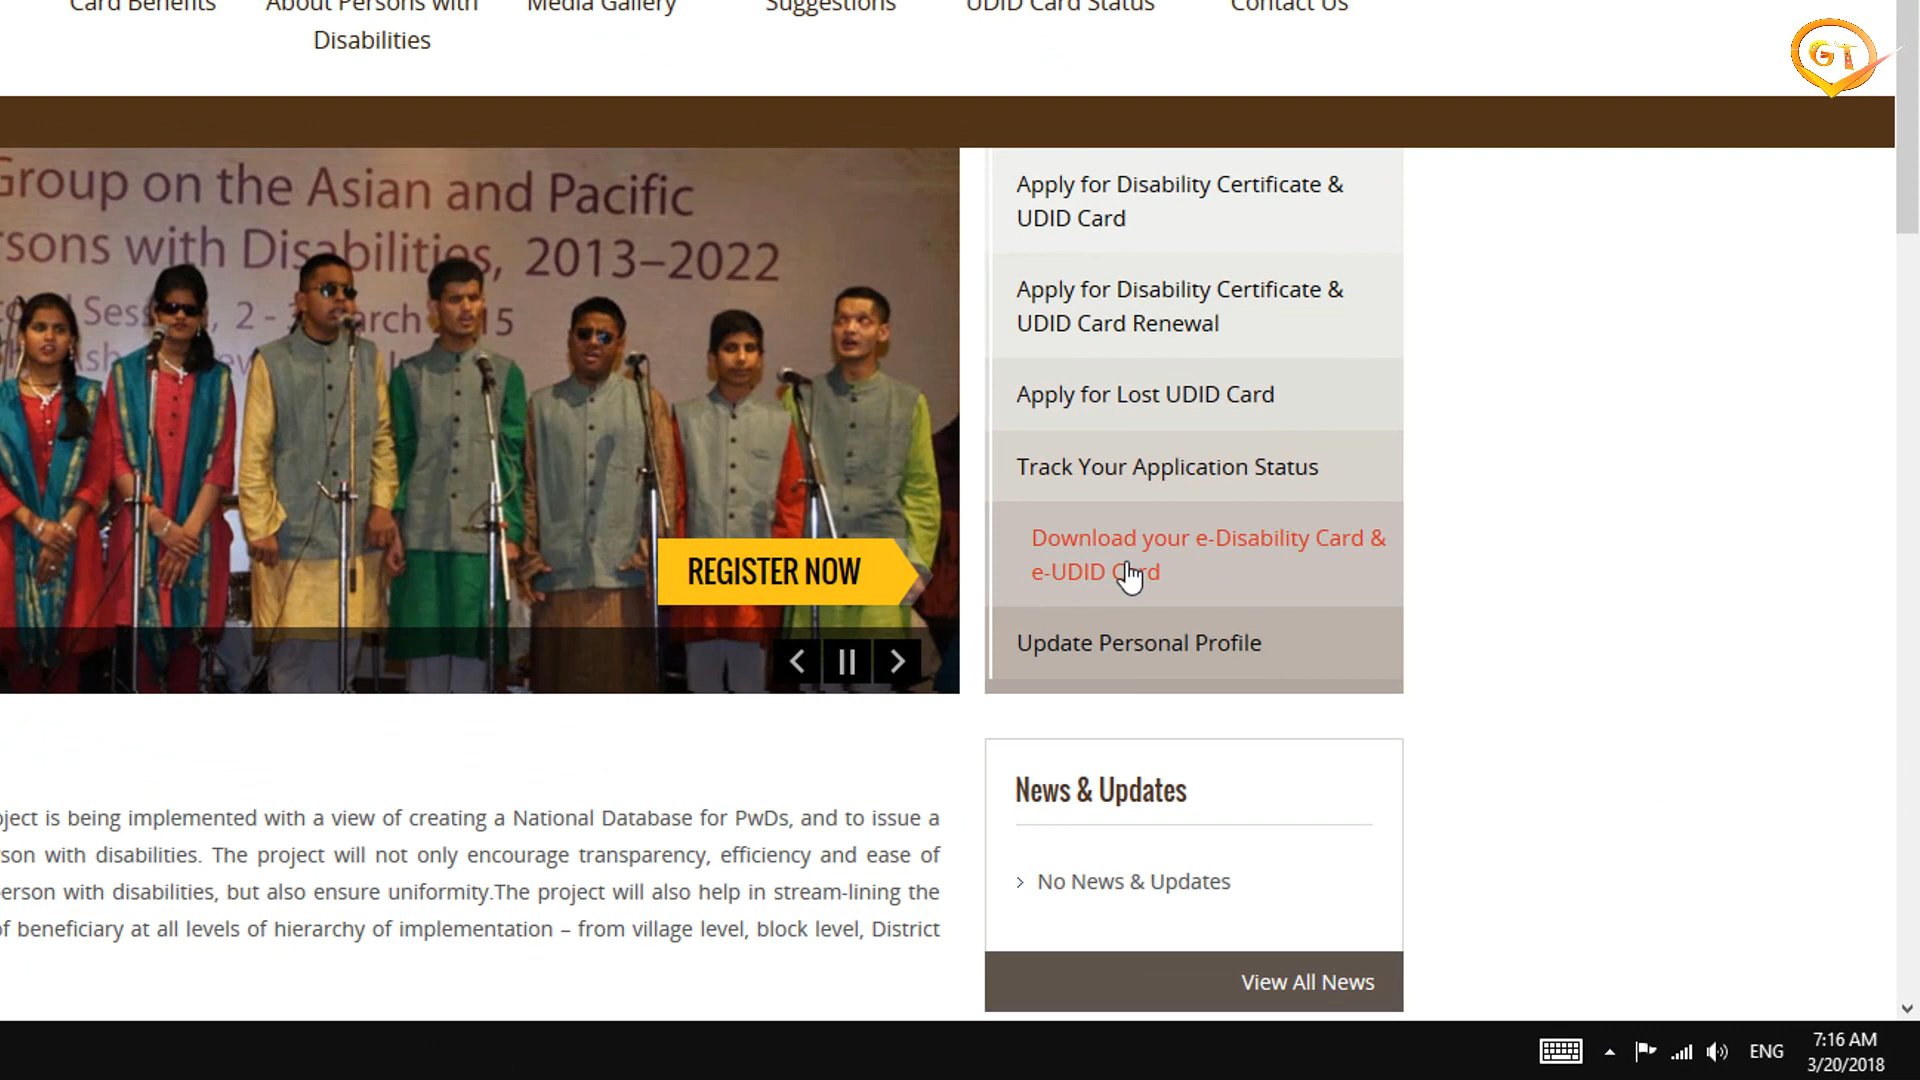 Card Benefits
About Persons with
Disabilities
Media Gallery
Suggestions
UDID Card Status
Contact Us
GT
Group on the Asian and Pacific
rsons with Disabilities, 2013–2022
Sess 2 - 3 March 2015
Apply for Disability Certificate &
UDID Card
Apply for Disability Certificate &
UDID Card Renewal
Apply for Lost UDID Card
Track Your Application Status
Download your e-Disability Card &
e-UDID Card
Update Personal Profile
REGISTER NOW
News & Updates
No News & Updates
View All News
oject is being implemented with a view of creating a National Database for PwDs, and to issue a
son with disabilities. The project will not only encourage transparency, efficiency and ease of
erson with disabilities, but also ensure uniformity.The project will also help in stream-lining the
of beneficiary at all levels of hierarchy of implementation – from village level, block level, District
ENG
7:16 AM
3/20/2018